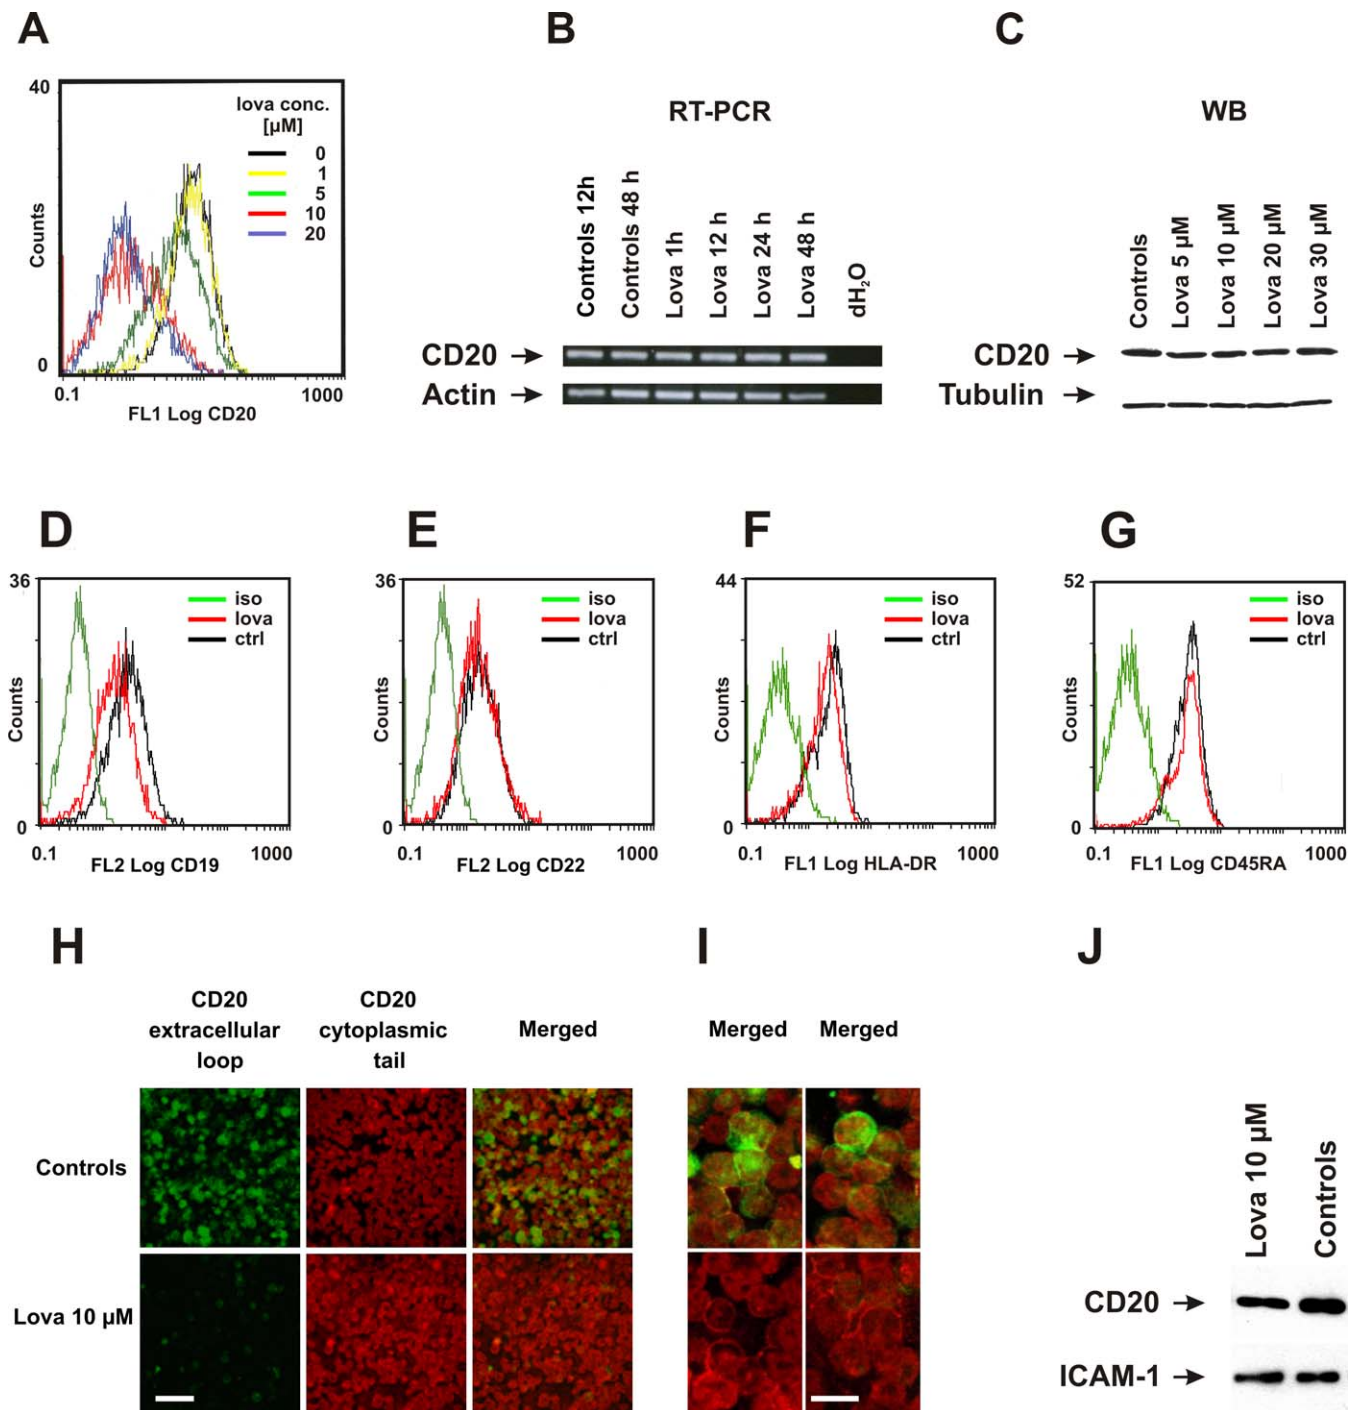 A
B
C
40
lova conc.
[µM]
0
1
5
10
20
Counts
0
0.1
1000
FL1 Log CD20
RT-PCR
Controls 12h
Controls 48 h
Lova 1h
Lova 12 h
Lova 24 h
Lova 48 h
dH₂O
CD20
Actin
WB
Controls
Lova 5 µM
Lova 10 µM
Lova 20 µM
Lova 30 µM
CD20
Tubulin
D
E
F
G
36
iso
lova
ctrl
Counts
0
0.1
1000
FL2 Log CD19
36
iso
lova
ctrl
Counts
0
0.1
1000
FL2 Log CD22
44
iso
lova
ctrl
Counts
0
0.1
1000
FL1 Log HLA-DR
52
iso
lova
ctrl
Counts
0
0.1
1000
FL1 Log CD45RA
H
I
J
CD20
extracellular
loop
CD20
cytoplasmic
tail
Merged
Merged
Merged
Controls
Lova 10 µM
Lova 10 µM
Controls
CD20
ICAM-1